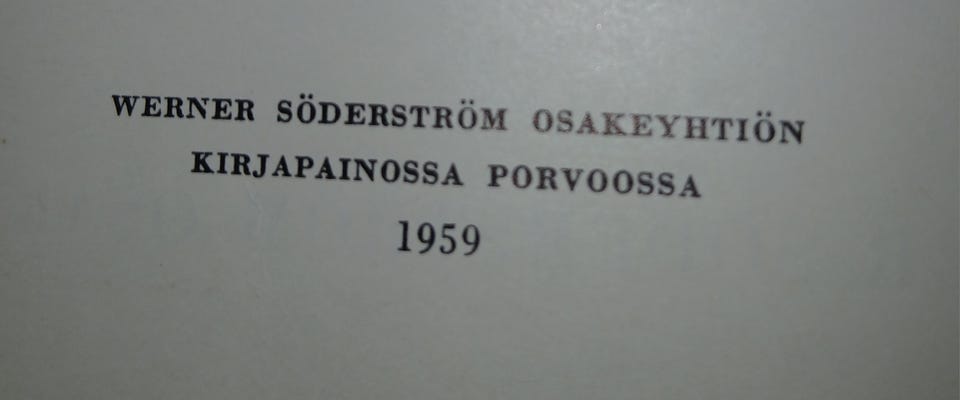 WERNER SÖDERSTRÖM OSAKEYHTIÖN
KIRJAPAINOSSA PORVOOSSA
1959